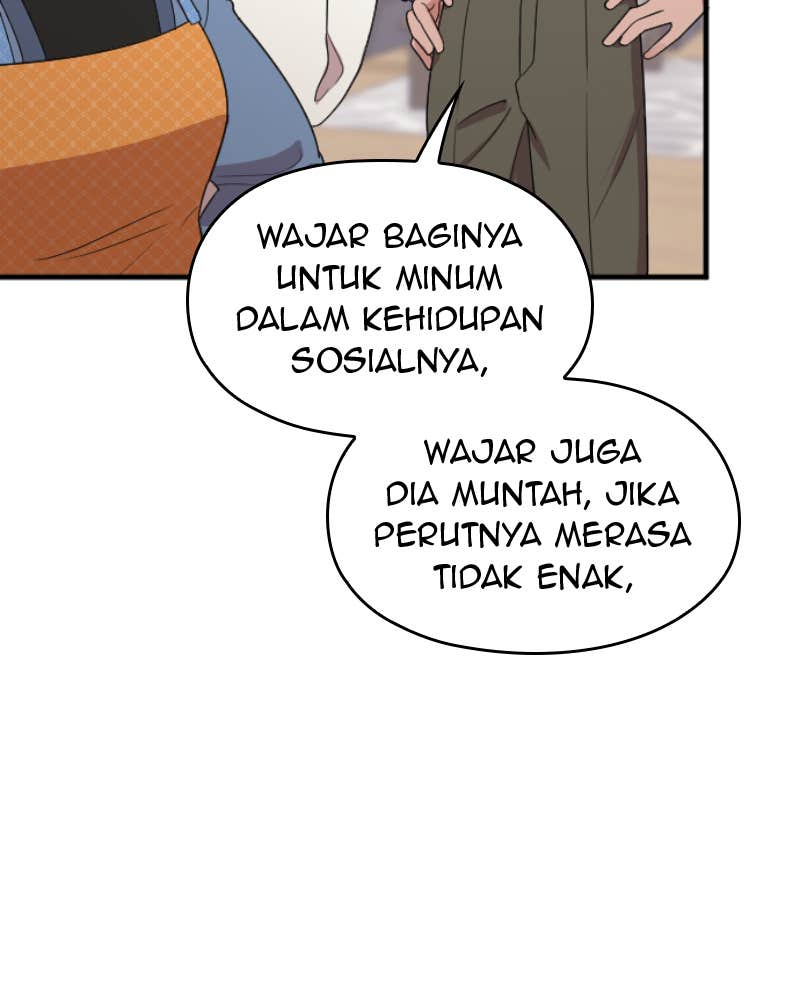 WAJAR BAGINYA
UNTUK MINUM
DALAM KEHIDUPAN
SOSIALNYA,
WAJAR JUGA
DIA MUNTAH, JIKA
PERUTNYA MERASA
TIDAK ENAK,